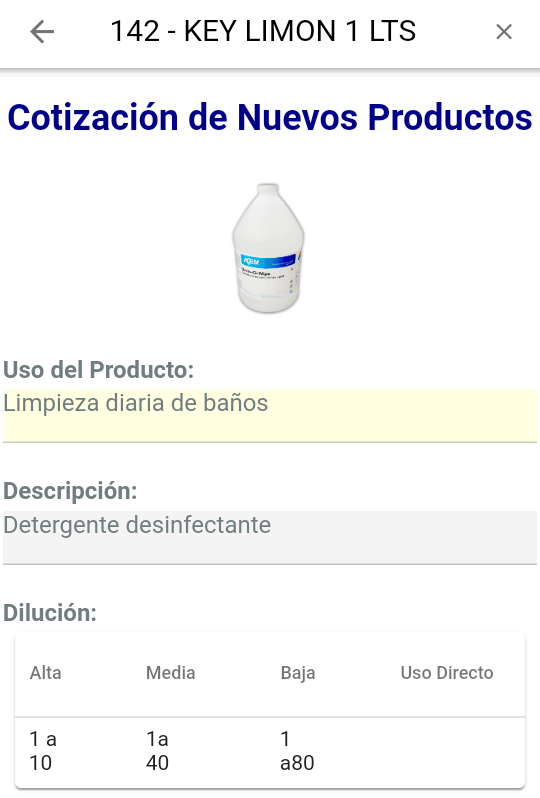 142 - KEY LIMON 1 LTS
Cotización de Nuevos Productos
Uso del Producto:
Limpieza diaria de baños
Descripción:
Detergente desinfectante
Dilución:
Alta Media Baja Uso Directo
1 a 1a 1
10 40 a80